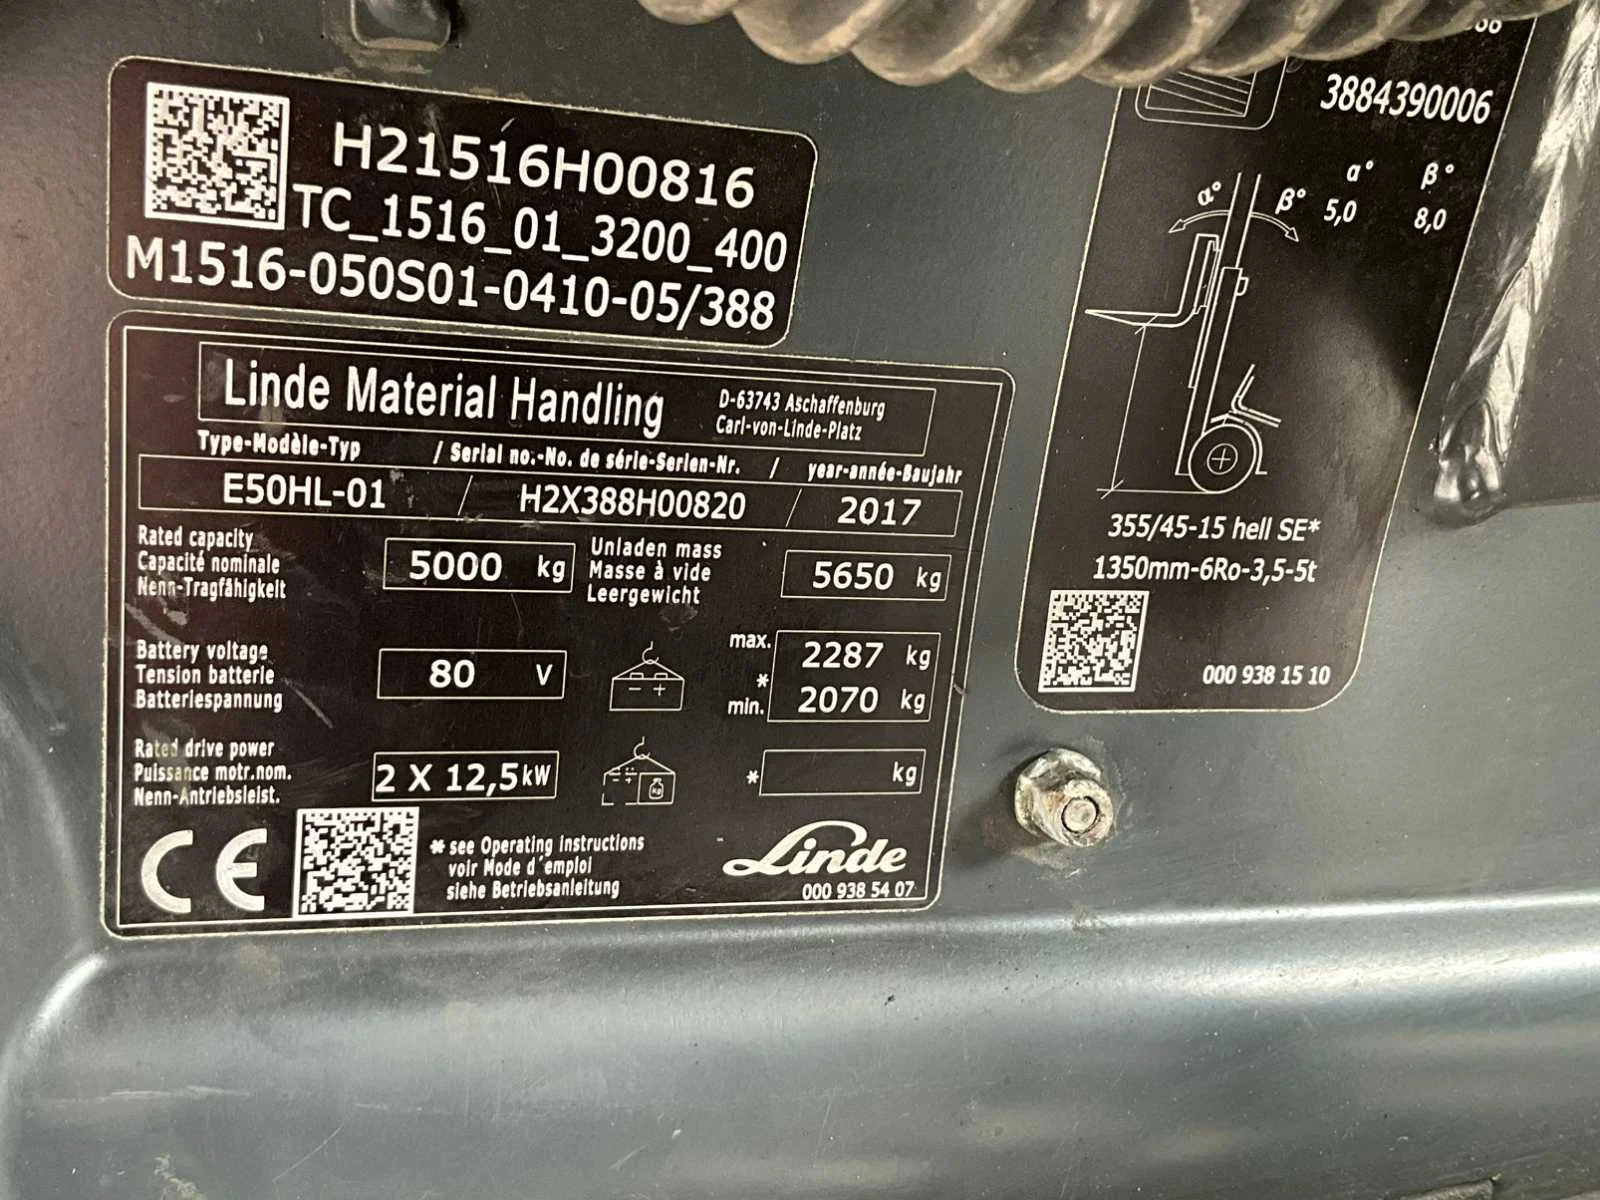 H21516H00816
TC_1516_01_3200_400
M1516-050S01-0410-05/388
Linde Material Handling
D-63743 Aschaffenburg
Carl-von-Linde-Platz
Type-Modèle-Typ / Serial no.-No. de série-Serien-Nr. / year-année-Baujahr
E50HL-01 / H2X388H00820 / 2017
Rated capacity
Capacité nominale
Nenn-Tragfähigkeit
5000 kg
Unladen mass
Masse à vide
Leergewicht
5650 kg
Battery voltage
Tension batterie
Batteriespannung
80 V
- +
max.
*
min.
2287 kg
2070 kg
Rated drive power
Puissance motr.nom.
Nenn-Antriebsleist.
2 X 12,5kW
- +
kg
* kg
CE
* see Operating instructions
voir Mode d´emploi
siehe Betriebsanleitung
Linde
000 938 54 07
3884390006
α° β°
5,0 8,0
α° β°
355/45-15 hell SE*
1350mm-6Ro-3,5-5t
000 938 15 10